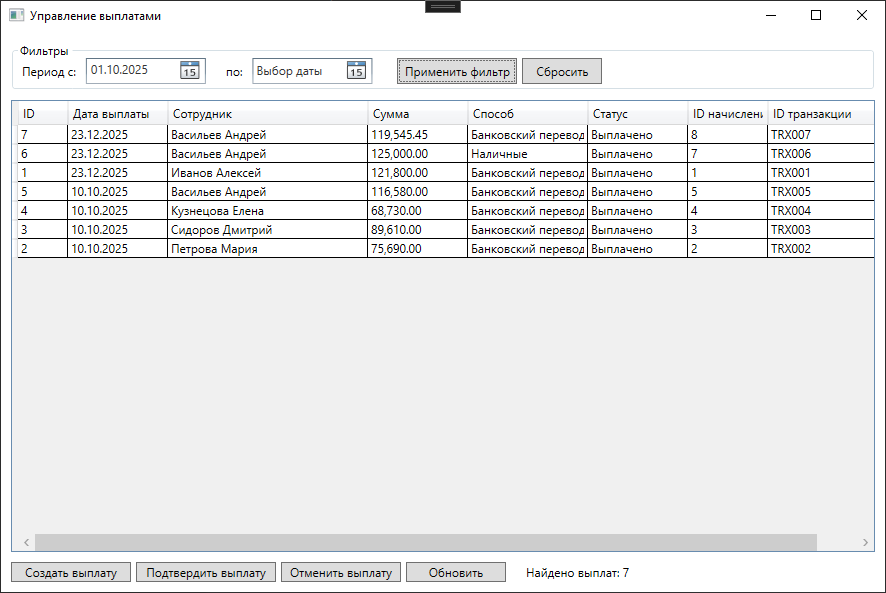 Управление выплатами
Фильтры
Период с: 01.10.2025 15 по: Выбор даты 15 Применить фильтр Сбросить
ID Дата выплаты Сотрудник Сумма Способ Статус ID начислени ID транзакции
7 23.12.2025 Васильев Андрей 119,545.45 Банковский перевод Выплачено 8 TRX007
6 23.12.2025 Васильев Андрей 125,000.00 Наличные Выплачено 7 TRX006
1 23.12.2025 Иванов Алексей 121,800.00 Банковский перевод Выплачено 1 TRX001
5 10.10.2025 Васильев Андрей 116,580.00 Банковский перевод Выплачено 5 TRX005
4 10.10.2025 Кузнецова Елена 68,730.00 Банковский перевод Выплачено 4 TRX004
3 10.10.2025 Сидоров Дмитрий 89,610.00 Банковский перевод Выплачено 3 TRX003
2 10.10.2025 Петрова Мария 75,690.00 Банковский перевод Выплачено 2 TRX002
Создать выплату Подтвердить выплату Отменить выплату Обновить Найдено выплат: 7